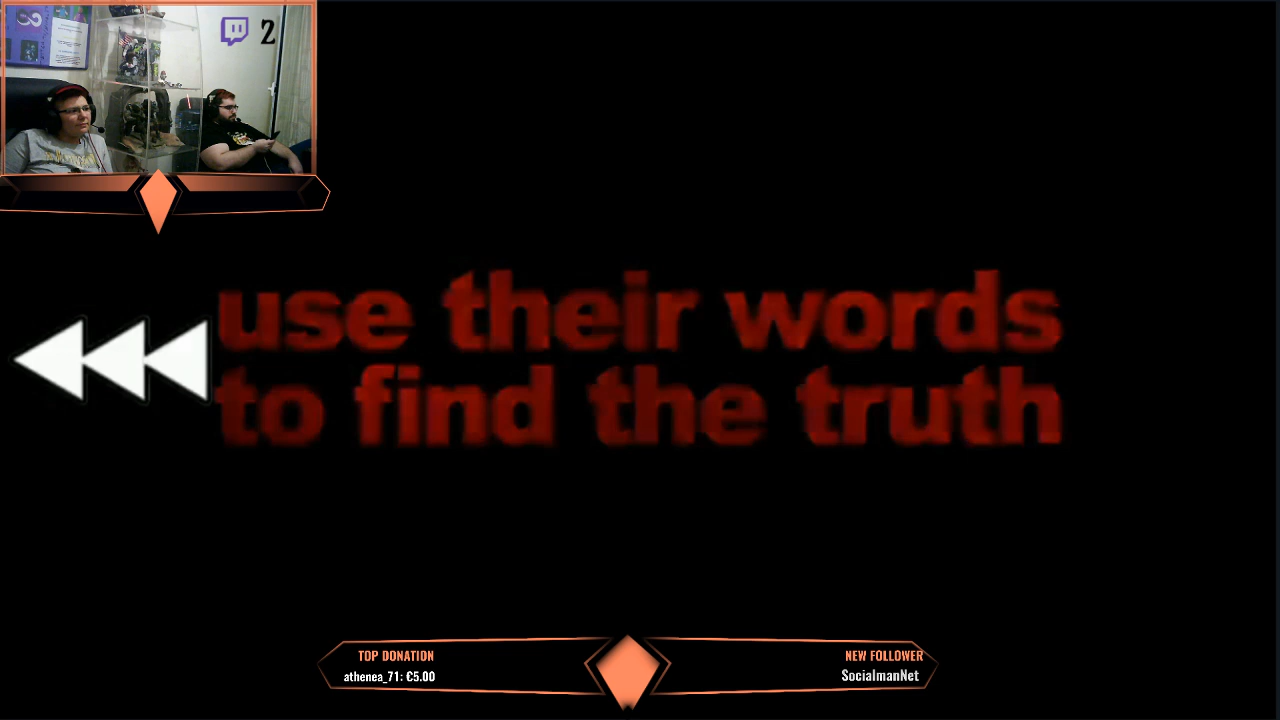 2
use their words
to find the truth
TOP DONATION
athenea_71: €5.00
NEW FOLLOWER
SocialmanNet